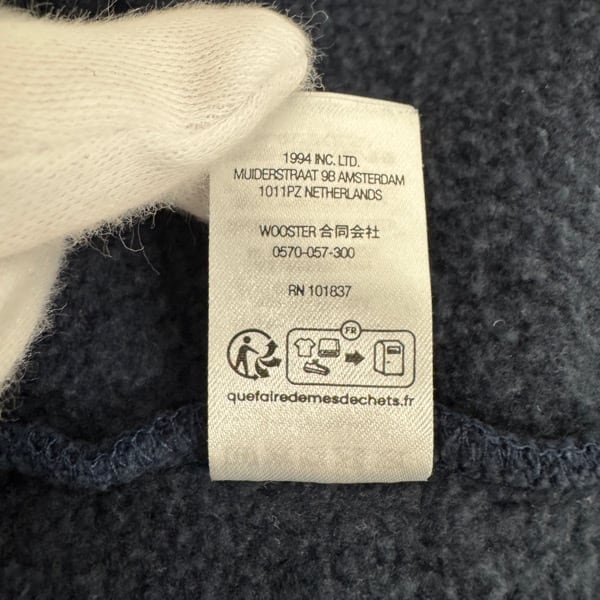 1994 INC. LTD.
MUIDERSTRAAT 9B AMSTERDAM
1011PZ NETHERLANDS
WOOSTER 合同会社
0570-057-300
RN 101837
FR
quefairedemesdechets.fr